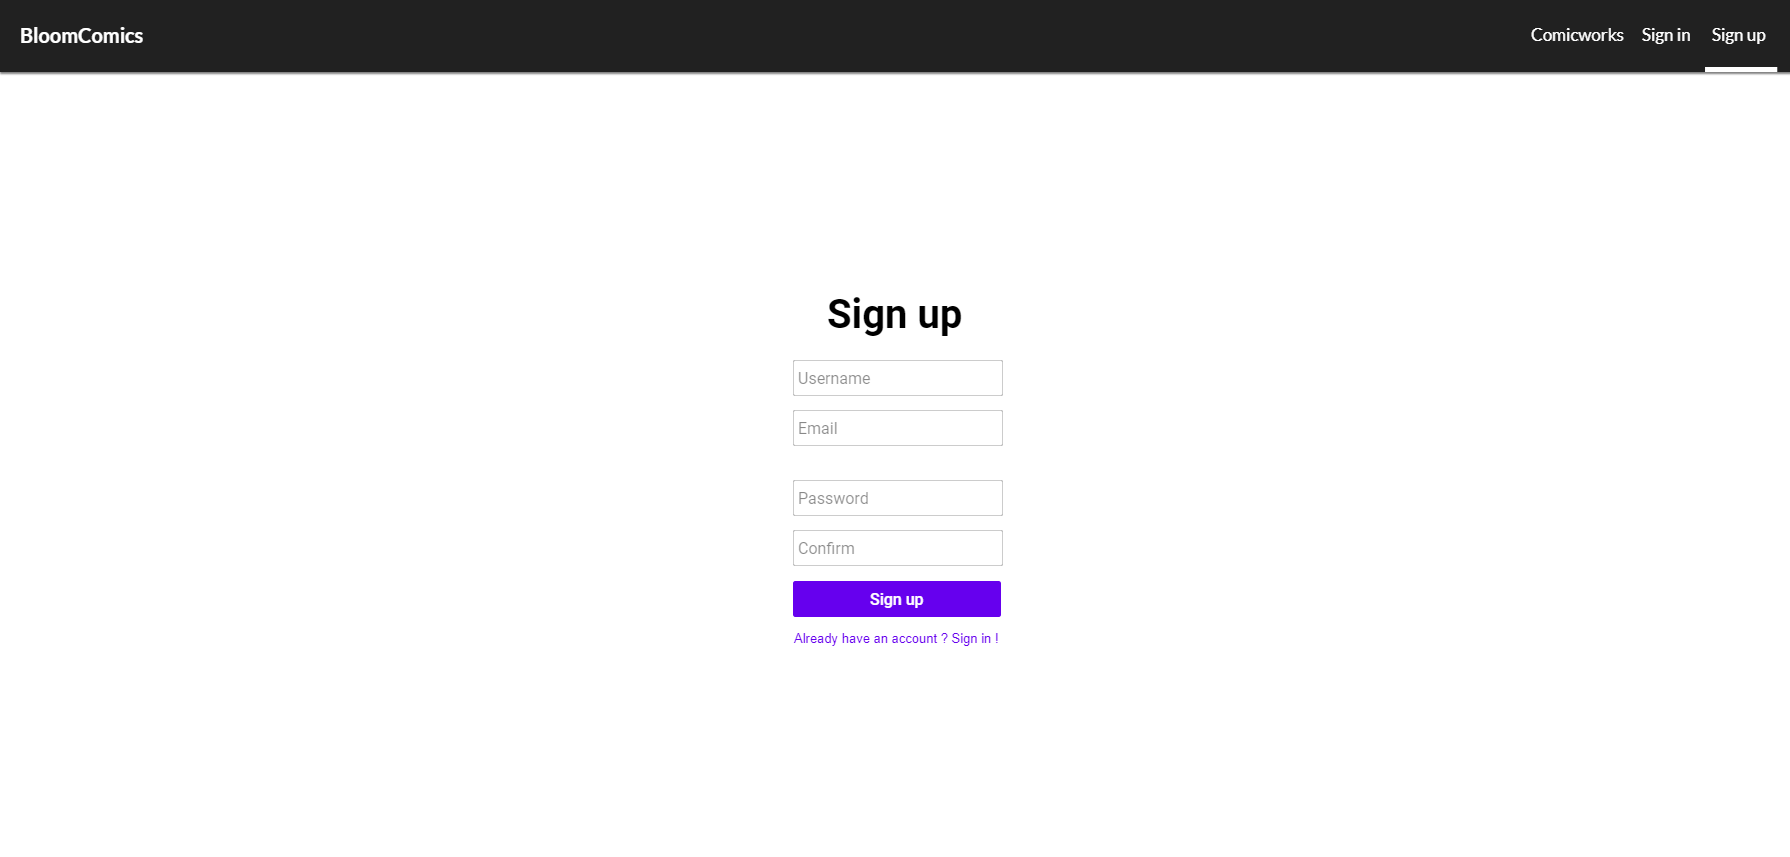 BloomComics
Comicworks Sign in Sign up
Sign up
Username
Email
Password
Confirm
Sign up
Already have an account ? Sign in !